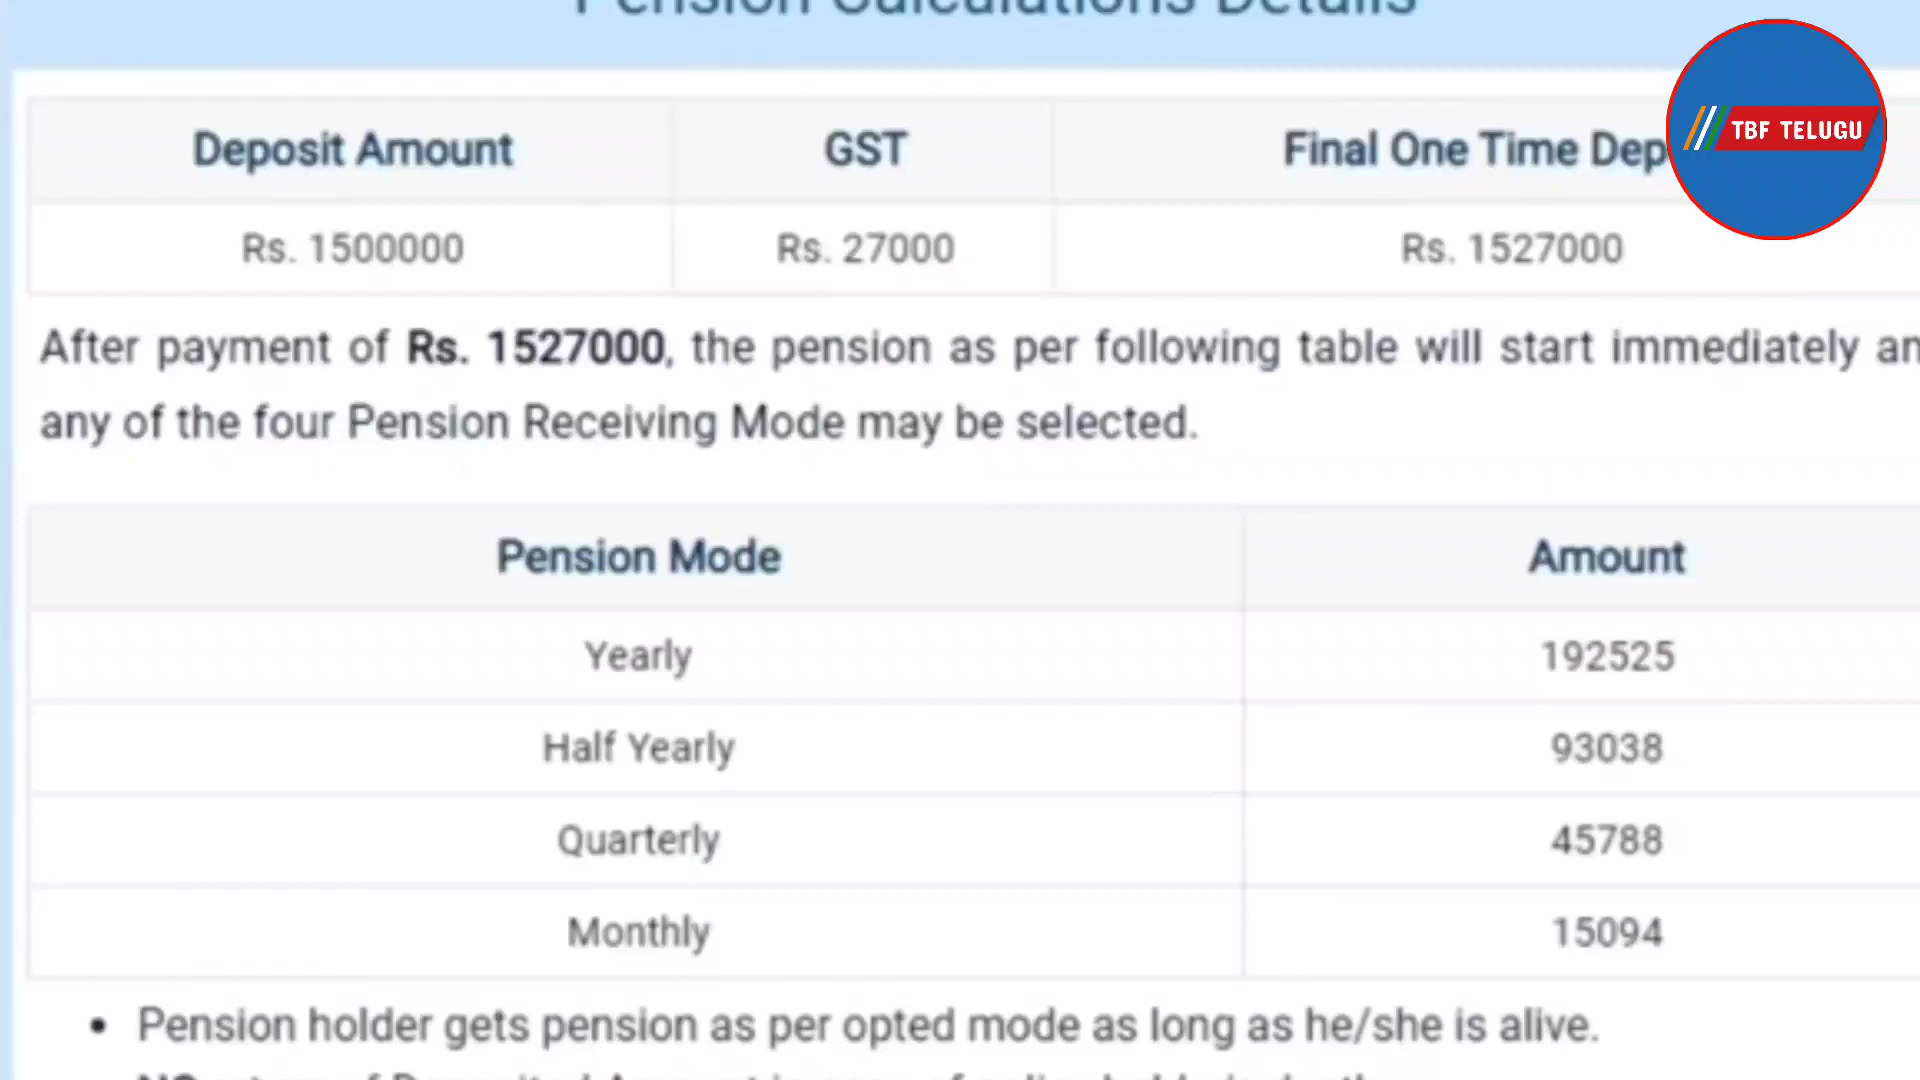 Pension Calculations Details
TBF TELUGU
Deposit Amount GST Final One Time Dep
Rs. 1500000 Rs. 27000 Rs. 1527000
After payment of Rs. 1527000, the pension as per following table will start immediately an
any of the four Pension Receiving Mode may be selected.
Pension Mode Amount
Yearly 192525
Half Yearly 93038
Quarterly 45788
Monthly 15094
• Pension holder gets pension as per opted mode as long as he/she is alive.